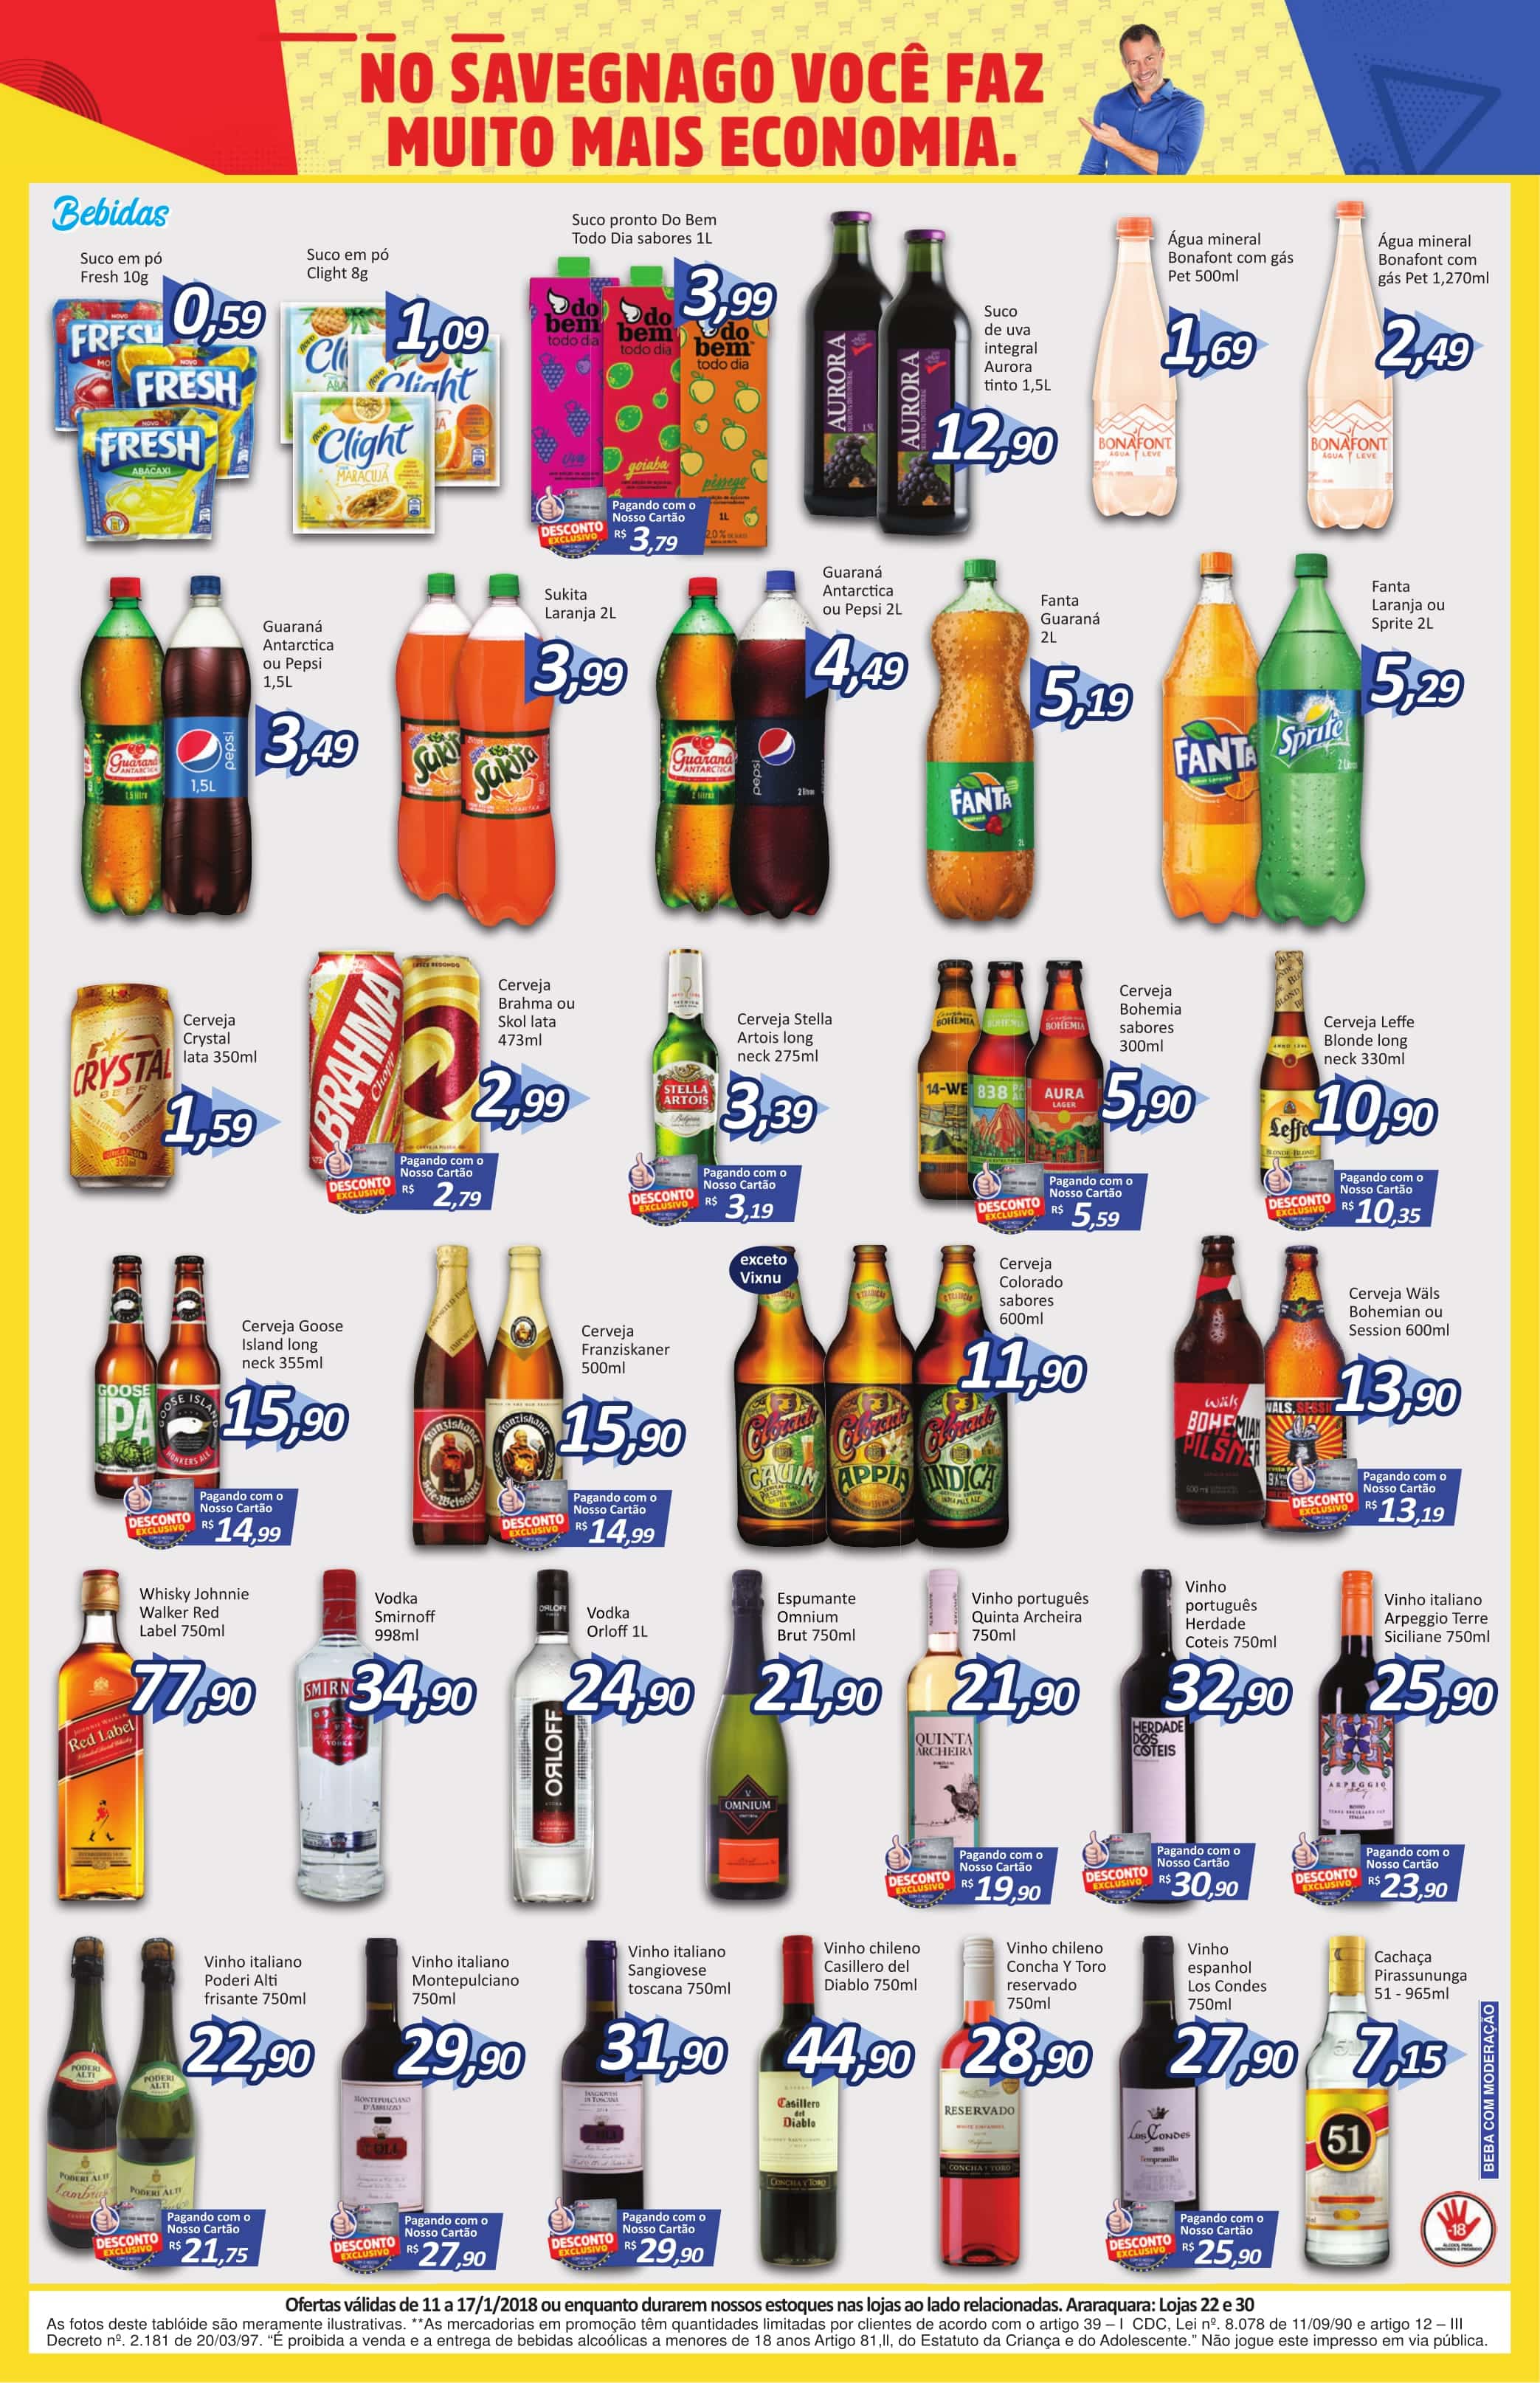 NO SAVEGNAGO VOCÊ FAZ
MUITO MAIS ECONOMIA.
Bebidas
Suco em pó
Fresh 10g
0,59
Suco em pó
Clight 8g
1,09
Suco pronto Do Bem
Todo Dia sabores 1L
3,99
Pagando com o
Nosso Cartão
R$ 3,79
DESCONTO
EXCLUSIVO
Suco
de uva
integral
Aurora
tinto 1,5L
12,90
Água mineral
Bonafont com gás
Pet 500ml
1,69
Água mineral
Bonafont com
gás Pet 1,270ml
2,49
Guaraná
Antarctica
ou Pepsi
1,5L
3,49
Sukita
Laranja 2L
3,99
Guaraná
Antarctica
ou Pepsi 2L
4,49
Fanta
Guaraná
2L
5,19
Fanta
Laranja ou
Sprite 2L
5,29
Cerveja
Crystal
lata 350ml
1,59
Cerveja
Brahma ou
Skol lata
473ml
2,99
Pagando com o
Nosso Cartão
R$ 2,79
DESCONTO
EXCLUSIVO
Cerveja Stella
Artois long
neck 275ml
3,39
Pagando com o
Nosso Cartão
R$ 3,19
DESCONTO
EXCLUSIVO
Cerveja
Bohemia
sabores
300ml
5,90
Pagando com o
Nosso Cartão
R$ 5,59
DESCONTO
EXCLUSIVO
Cerveja Leffe
Blonde long
neck 330ml
10,90
Pagando com o
Nosso Cartão
R$ 10,35
DESCONTO
EXCLUSIVO
Cerveja Goose
Island long
neck 355ml
15,90
Pagando com o
Nosso Cartão
R$ 14,99
DESCONTO
EXCLUSIVO
Cerveja
Franziskaner
500ml
15,90
Pagando com o
Nosso Cartão
R$ 14,99
DESCONTO
EXCLUSIVO
exceto
Vixnu
Cerveja
Colorado
sabores
600ml
11,90
Cerveja Wäls
Bohemian ou
Session 600ml
13,90
Pagando com o
Nosso Cartão
R$ 13,19
DESCONTO
EXCLUSIVO
Whisky Johnnie
Walker Red
Label 750ml
77,90
Vodka
Smirnoff
998ml
34,90
Vodka
Orloff 1L
24,90
Espumante
Omnium
Brut 750ml
21,90
Vinho português
Quinta Archeira
750ml
21,90
Pagando com o
Nosso Cartão
R$ 19,90
DESCONTO
EXCLUSIVO
Vinho
português
Herdade
Coteis 750ml
32,90
Pagando com o
Nosso Cartão
R$ 30,90
DESCONTO
EXCLUSIVO
Vinho italiano
Arpeggio Terre
Siciliane 750ml
25,90
Pagando com o
Nosso Cartão
R$ 23,90
DESCONTO
EXCLUSIVO
Vinho italiano
Poderi Alti
frisante 750ml
22,90
Pagando com o
Nosso Cartão
R$ 21,75
DESCONTO
EXCLUSIVO
Vinho italiano
Montepulciano
750ml
29,90
Pagando com o
Nosso Cartão
R$ 27,90
DESCONTO
EXCLUSIVO
Vinho italiano
Sangiovese
toscana 750ml
31,90
Pagando com o
Nosso Cartão
R$ 29,90
DESCONTO
EXCLUSIVO
Vinho chileno
Casillero del
Diablo 750ml
44,90
Vinho chileno
Concha Y Toro
reservado
750ml
28,90
Vinho
espanhol
Los Condes
750ml
27,90
Pagando com o
Nosso Cartão
R$ 25,90
DESCONTO
EXCLUSIVO
Cachaça
Pirassununga
51 - 965ml
7,15
BEBA COM MODERAÇÃO
-18
Ofertas válidas de 11 a 17/1/2018 ou enquanto durarem nossos estoques nas lojas ao lado relacionadas. Araraquara: Lojas 22 e 30
As fotos deste tablóide são meramente ilustrativas. **As mercadorias em promoção têm quantidades limitadas por clientes de acordo com o artigo 39 – I CDC, Lei nº. 8.078 de 11/09/90 e artigo 12 – III
Decreto nº. 2.181 de 20/03/97. “É proibida a venda e a entrega de bebidas alcoólicas a menores de 18 anos Artigo 81,II, do Estatuto da Criança e do Adolescente.” Não jogue este impresso em via pública.